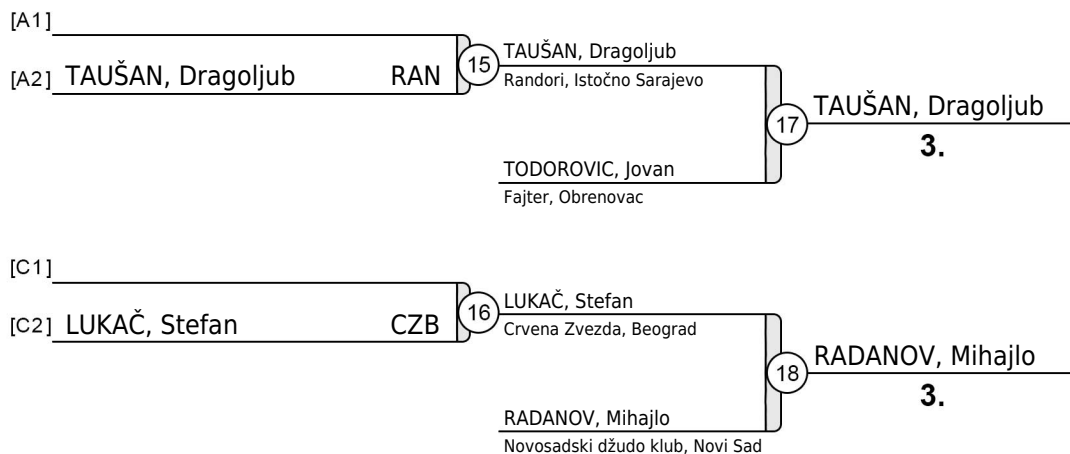 [A1]
[A2] TAUŠAN, Dragoljub RAN
15
TAUŠAN, Dragoljub
Randori, Istočno Sarajevo
17
TAUŠAN, Dragoljub
3.
TODOROVIC, Jovan
Fajter, Obrenovac
[C1]
[C2] LUKAČ, Stefan CZB
16
LUKAČ, Stefan
Crvena Zvezda, Beograd
18
RADANOV, Mihajlo
3.
RADANOV, Mihajlo
Novosadski džudo klub, Novi Sad